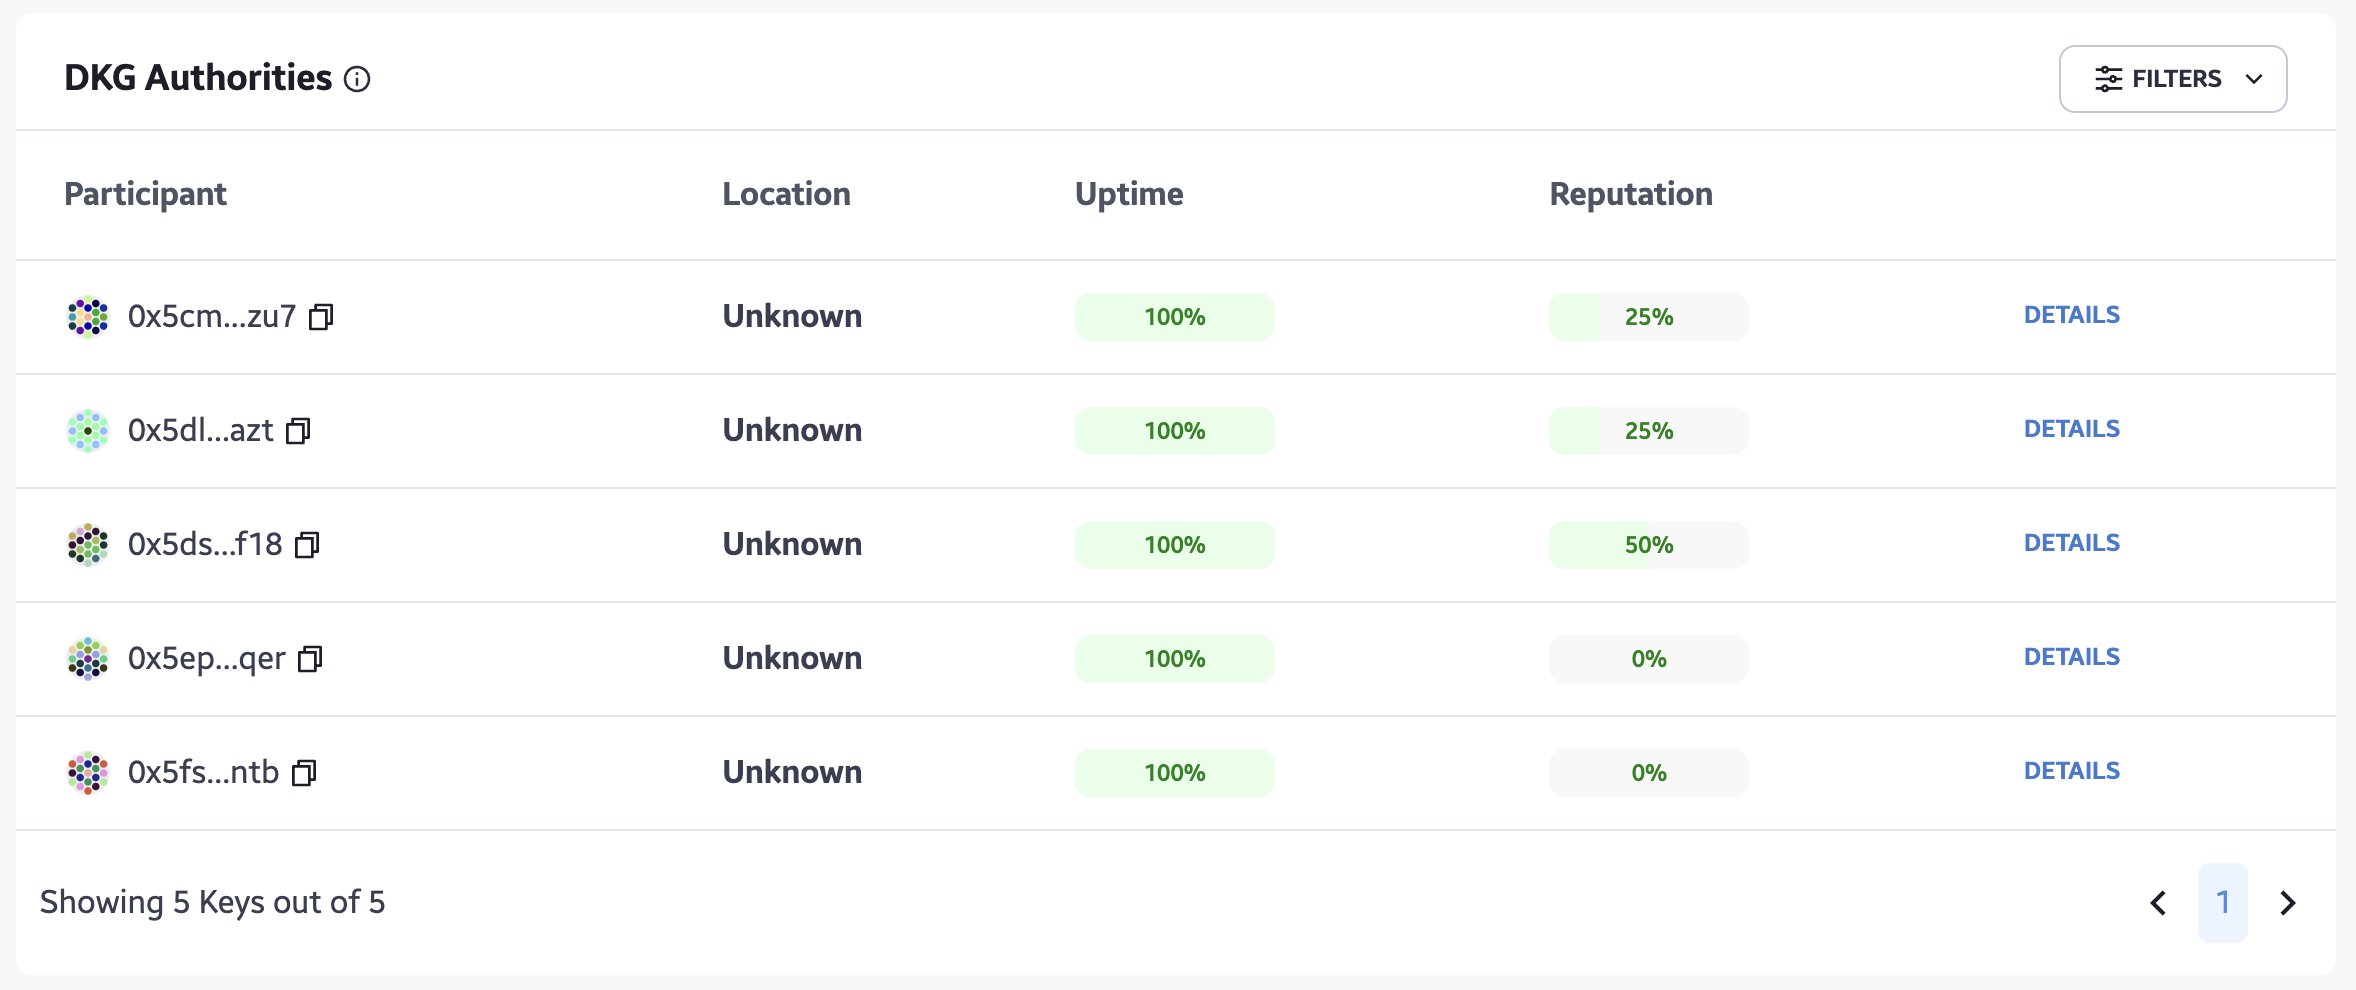 DKG Authorities
FILTERS
Participant Location Uptime Reputation
0x5cm...zu7 Unknown 100% 25% DETAILS
0x5dl...azt Unknown 100% 25% DETAILS
0x5ds...f18 Unknown 100% 50% DETAILS
0x5ep...qer Unknown 100% 0% DETAILS
0x5fs...ntb Unknown 100% 0% DETAILS
Showing 5 Keys out of 5 1